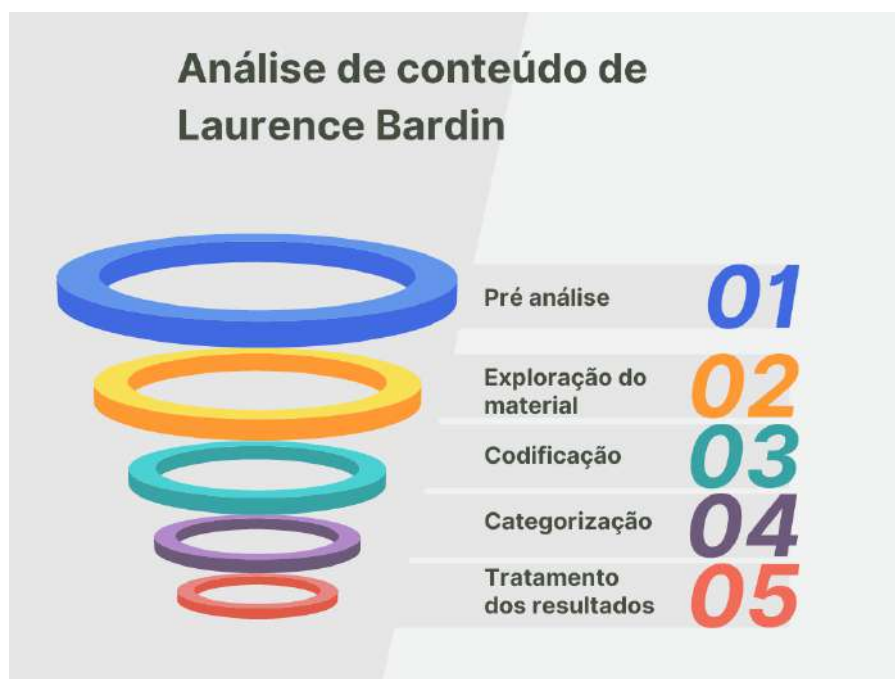 Análise de conteúdo de
Laurence Bardin
Pré análise
01
Exploração do
material
02
Codificação
03
Categorização
04
Tratamento
dos resultados
05